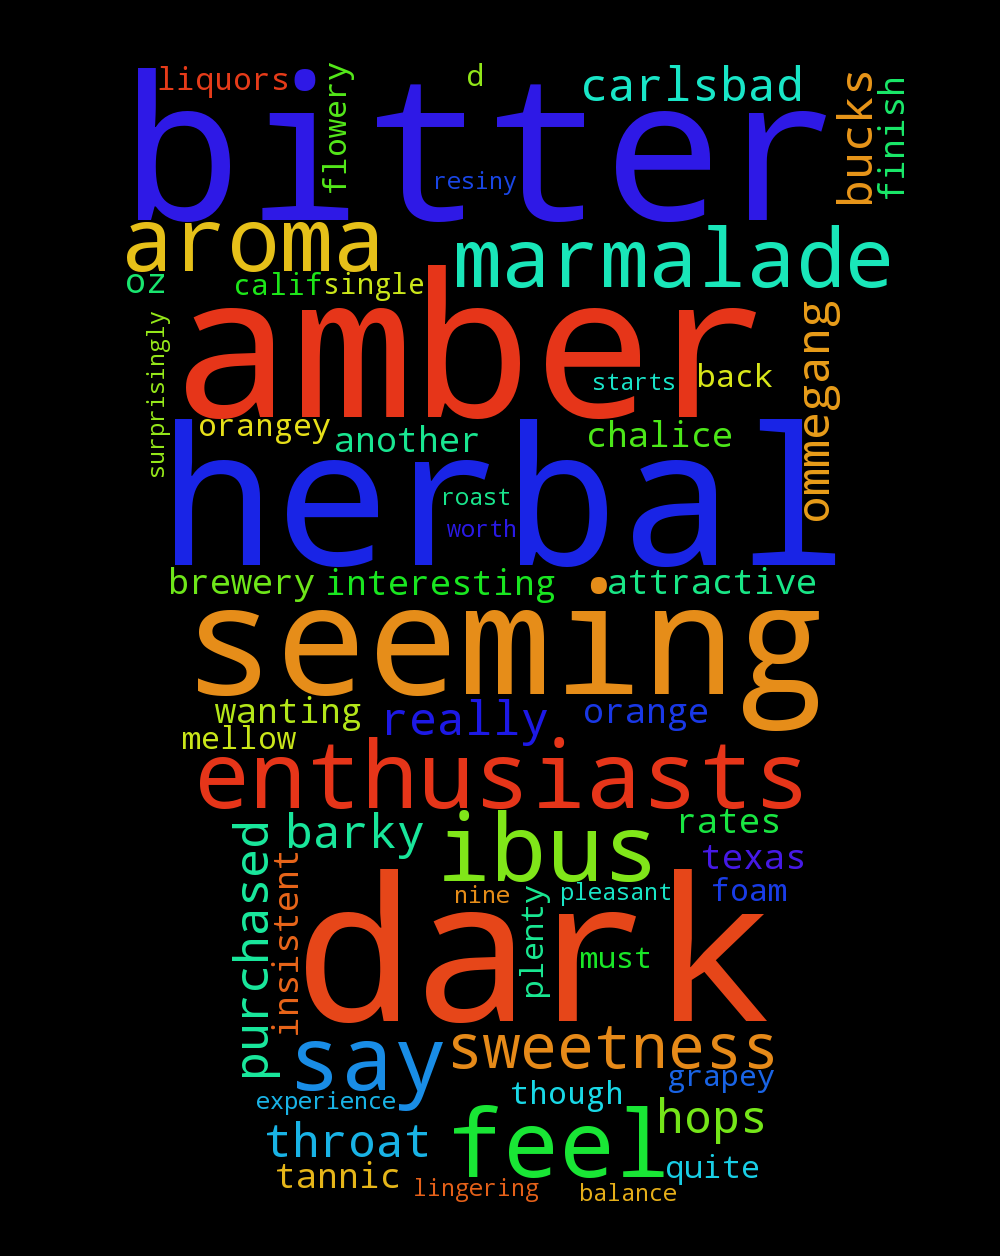 liquors
d
carlsbad
bitter
flowery
bucks
finish
resiny
aroma
marmalade
oz
calif
single
amber
surprisingly
starts
back
ommegang
orangey
another
chalice
herbal
roast
worth
brewery
interesting
attractive
seeming
wanting
really
orange
mellow
enthusiasts
barky
ibus
rates
purchased
insistent
texas
nine
pleasant
foam
dark
plenty
must
say
sweetness
grapey
experience
though
feel
hops
throat
quite
tannic
lingering
balance